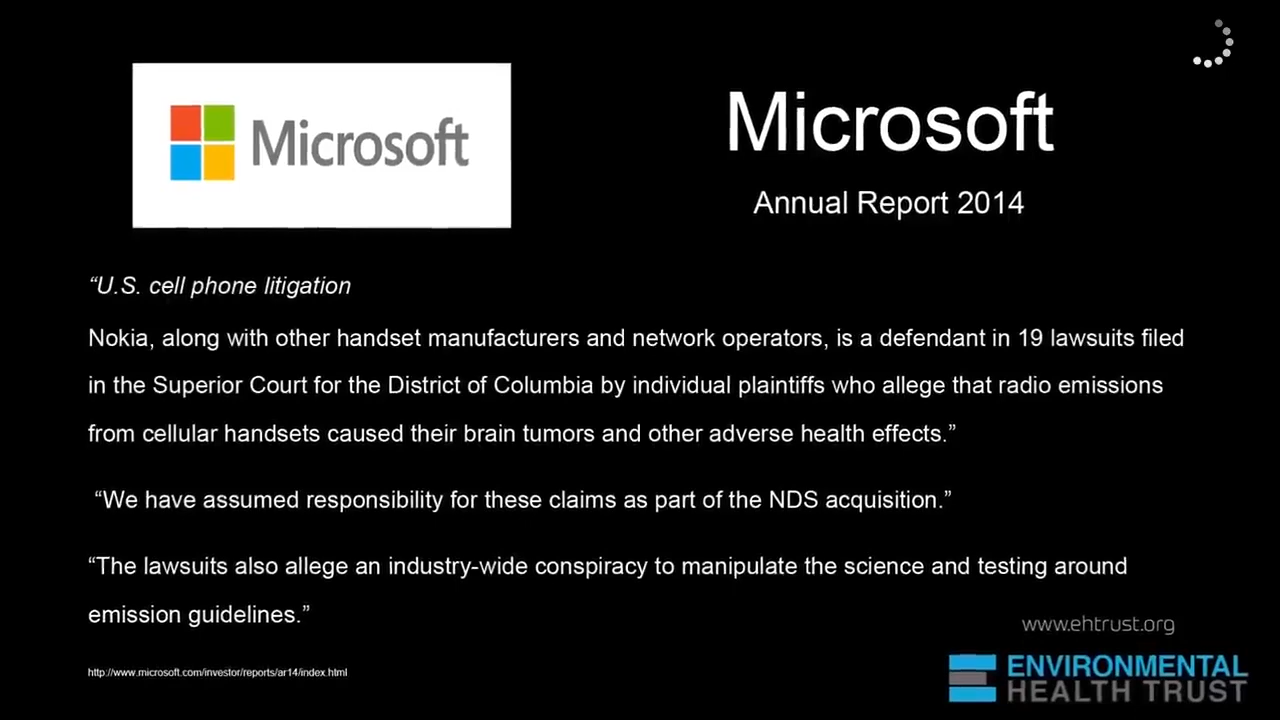 Microsoft
Microsoft
Annual Report 2014
“U.S. cell phone litigation
Nokia, along with other handset manufacturers and network operators, is a defendant in 19 lawsuits filed
in the Superior Court for the District of Columbia by individual plaintiffs who allege that radio emissions
from cellular handsets caused their brain tumors and other adverse health effects.”
“We have assumed responsibility for these claims as part of the NDS acquisition.”
“The lawsuits also allege an industry-wide conspiracy to manipulate the science and testing around
emission guidelines.”
www.ehtrust.org
http://www.microsoft.com/investor/reports/ar14/index.html
ENVIRONMENTAL
HEALTH TRUST